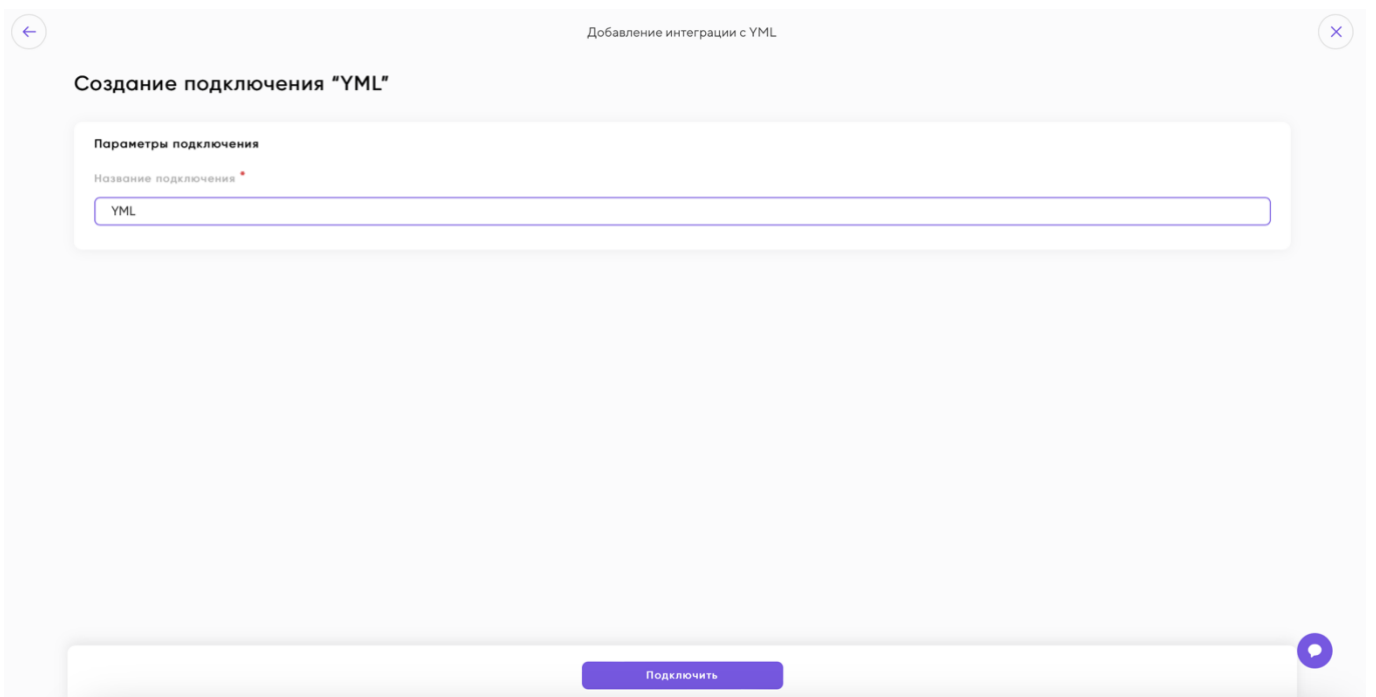 Добавление интеграции с YML
Создание подключения “YML”
Параметры подключения
Название подключения *
YML
Подключить